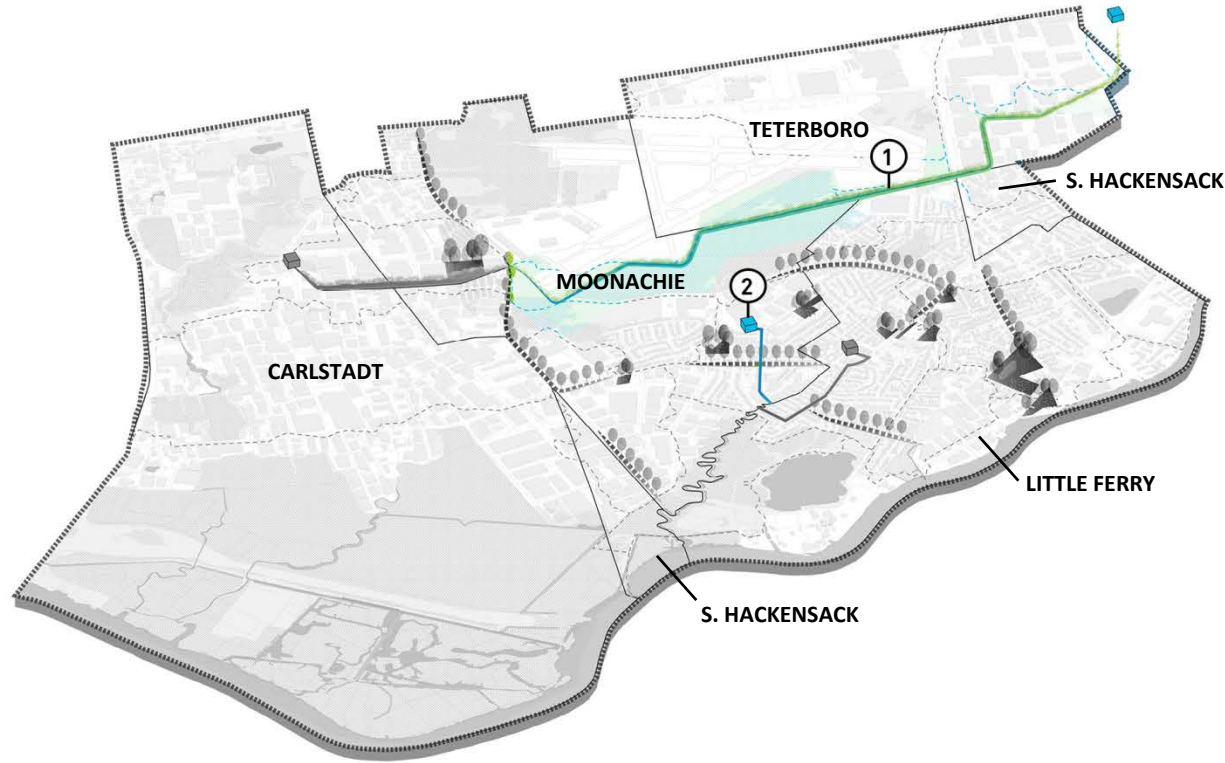 TETERBORO
1
S. HACKENSACK
MOONACHIE
2
CARLSTADT
LITTLE FERRY
S. HACKENSACK